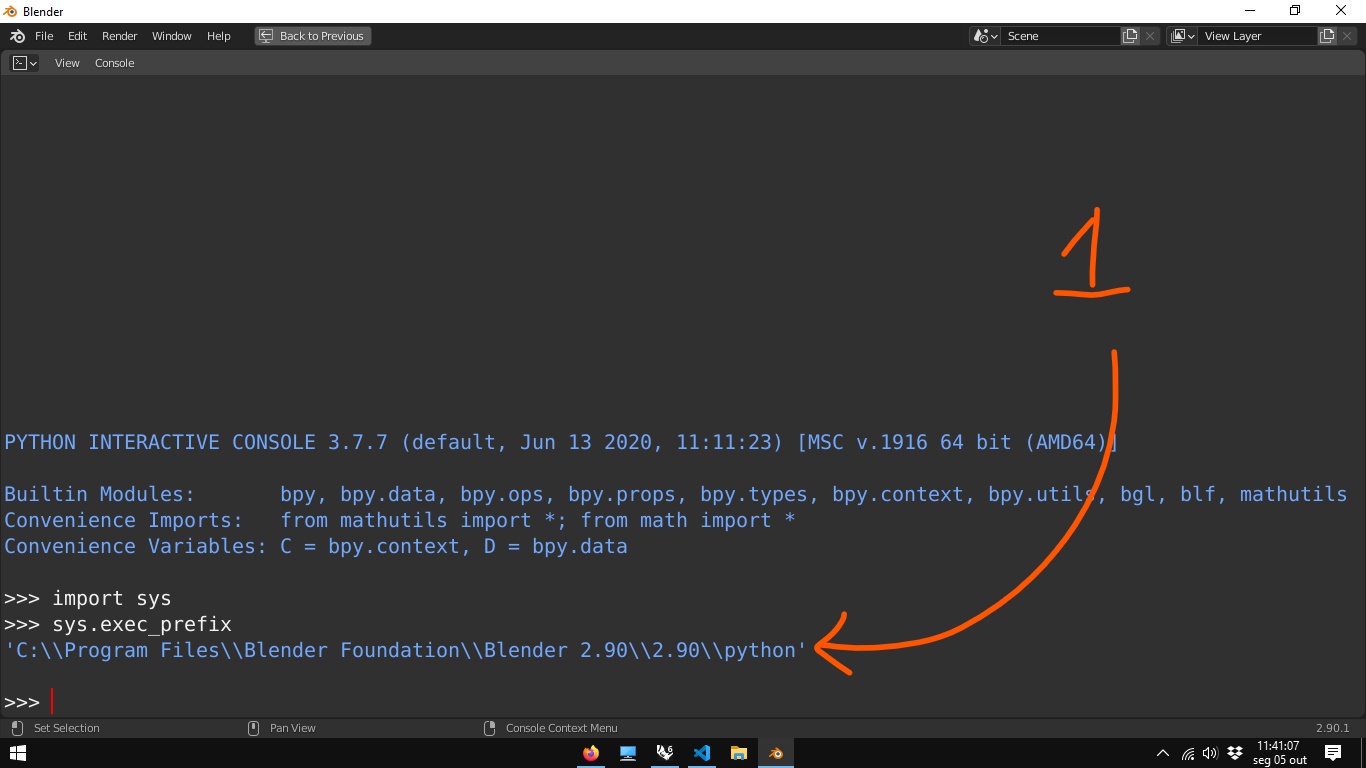 Blender
File Edit Render Window Help Back to Previous Scene View Layer
View Console
1
PYTHON INTERACTIVE CONSOLE 3.7.7 (default, Jun 13 2020, 11:11:23) [MSC v.1916 64 bit (AMD64)]
Builtin Modules: bpy, bpy.data, bpy.ops, bpy.props, bpy.types, bpy.context, bpy.utils, bgl, blf, mathutils
Convenience Imports: from mathutils import *; from math import *
Convenience Variables: C = bpy.context, D = bpy.data
>>> import sys
>>> sys.exec_prefix
'C:\\Program Files\\Blender Foundation\\Blender 2.90\\2.90\\python'
>>>
Set Selection Pan View Console Context Menu 2.90.1
6
11:41:07
seg 05 out